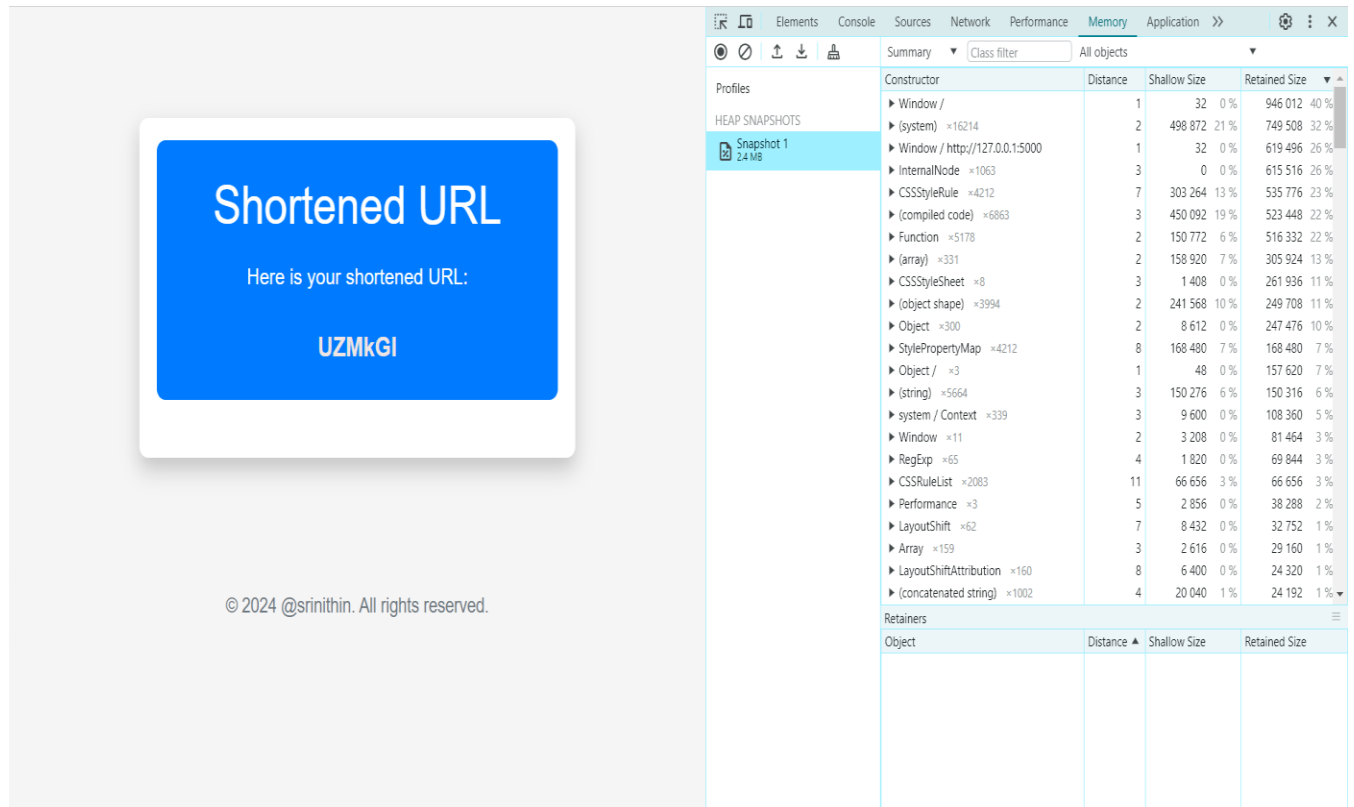 Shortened URL
Here is your shortened URL:
UZMkGI
© 2024 @srinithin. All rights reserved.
Elements Console Sources Network Performance Memory Application
Summary ▼ Class filter All objects ▼
Profiles
HEAP SNAPSHOTS
Snapshot 1
2.4 MB
Constructor Distance Shallow Size Retained Size ▼
▶ Window / 1 32 0 % 946 012 40 %
▶ (system) ×16214 2 498 872 21 % 749 508 32 %
▶ Window / http://127.0.0.1:5000 1 32 0 % 619 496 26 %
▶ InternalNode ×1063 3 0 0 % 615 516 26 %
▶ CSSStyleRule ×4212 7 303 264 13 % 535 776 23 %
▶ (compiled code) ×6863 3 450 092 19 % 523 448 22 %
▶ Function ×5178 2 150 772 6 % 516 332 22 %
▶ (array) ×331 2 158 920 7 % 305 924 13 %
▶ CSSStyleSheet ×8 3 1 408 0 % 261 936 11 %
▶ (object shape) ×3994 2 241 568 10 % 249 708 11 %
▶ Object ×300 2 8 612 0 % 247 476 10 %
▶ StylePropertyMap ×4212 8 168 480 7 % 168 480 7 %
▶ Object / ×3 1 48 0 % 157 620 7 %
▶ (string) ×5664 3 150 276 6 % 150 316 6 %
▶ system / Context ×339 3 9 600 0 % 108 360 5 %
▶ Window ×11 2 3 208 0 % 81 464 3 %
▶ RegExp ×65 4 1 820 0 % 69 844 3 %
▶ CSSRuleList ×2083 11 66 656 3 % 66 656 3 %
▶ Performance ×3 5 2 856 0 % 38 288 2 %
▶ LayoutShift ×62 7 8 432 0 % 32 752 1 %
▶ Array ×159 3 2 616 0 % 29 160 1 %
▶ LayoutShiftAttribution ×160 8 6 400 0 % 24 320 1 %
▶ (concatenated string) ×1002 4 20 040 1 % 24 192 1 %
Retainers
Object Distance ▲ Shallow Size Retained Size